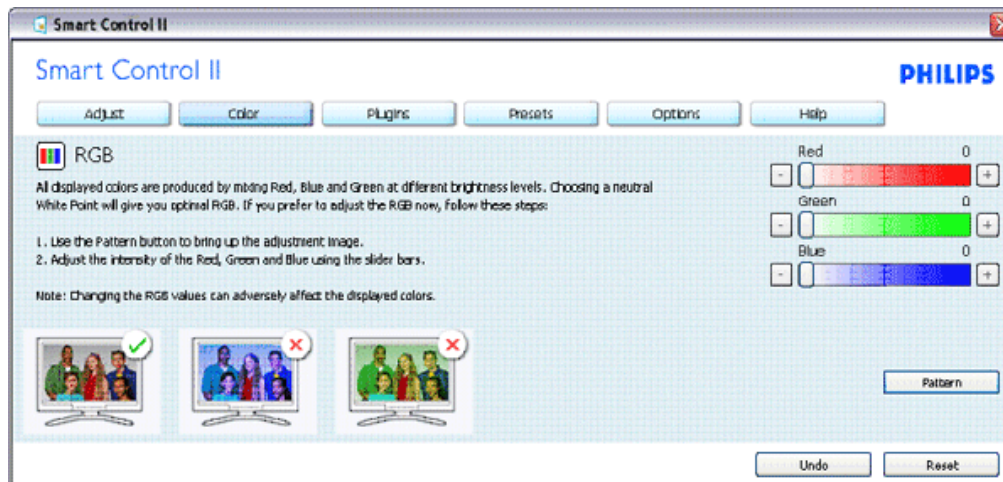 Smart Control II
Smart Control II
PHILIPS
Adjust Color Plugins Presets Options Help
RGB
All displayed colors are produced by mixing Red, Blue and Green at different brightness levels. Choosing a neutral
White Point will give you optimal RGB. If you prefer to adjust the RGB now, follow these steps:
1. Use the Pattern button to bring up the adjustment image.
2. Adjust the intensity of the Red, Green and Blue using the slider bars.
Note: Changing the RGB values can adversely affect the displayed colors.
Red 0
- +
Green 0
- +
Blue 0
- +
Pattern
Undo Reset